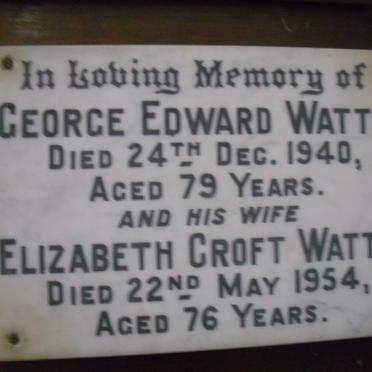 In Loving Memory of
GEORGE EDWARD WATT
DIED 24TH DEC. 1940,
AGED 79 YEARS.
AND HIS WIFE
ELIZABETH CROFT WATT
DIED 22ND MAY 1954,
AGED 76 YEARS.